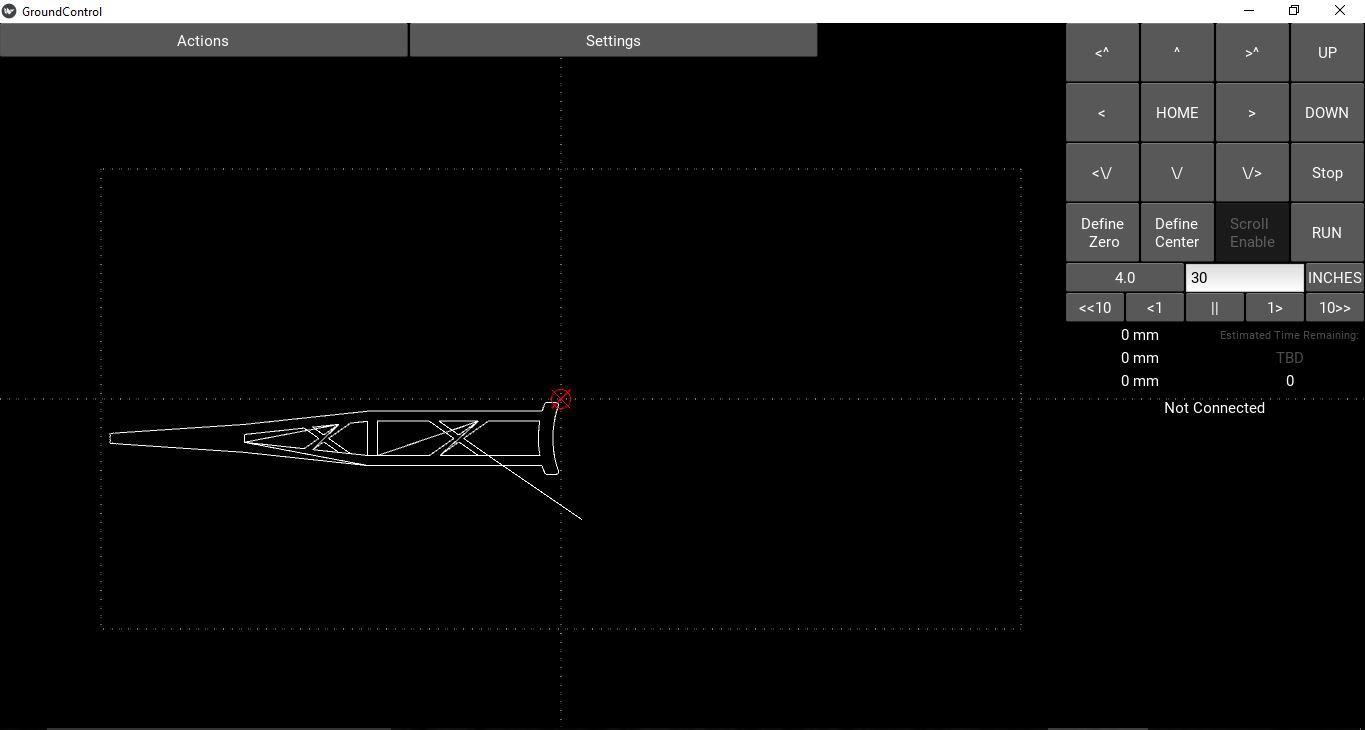 GroundControl
Actions
Settings
<^
^
>^
UP
<
HOME
>
DOWN
<\/
\/
\/>
Stop
Define
Zero
Define
Center
Scroll
Enable
RUN
4.0
30
INCHES
<<10
<1
||
1>
10>>
0 mm
Estimated Time Remaining:
0 mm
TBD
0 mm
0
Not Connected